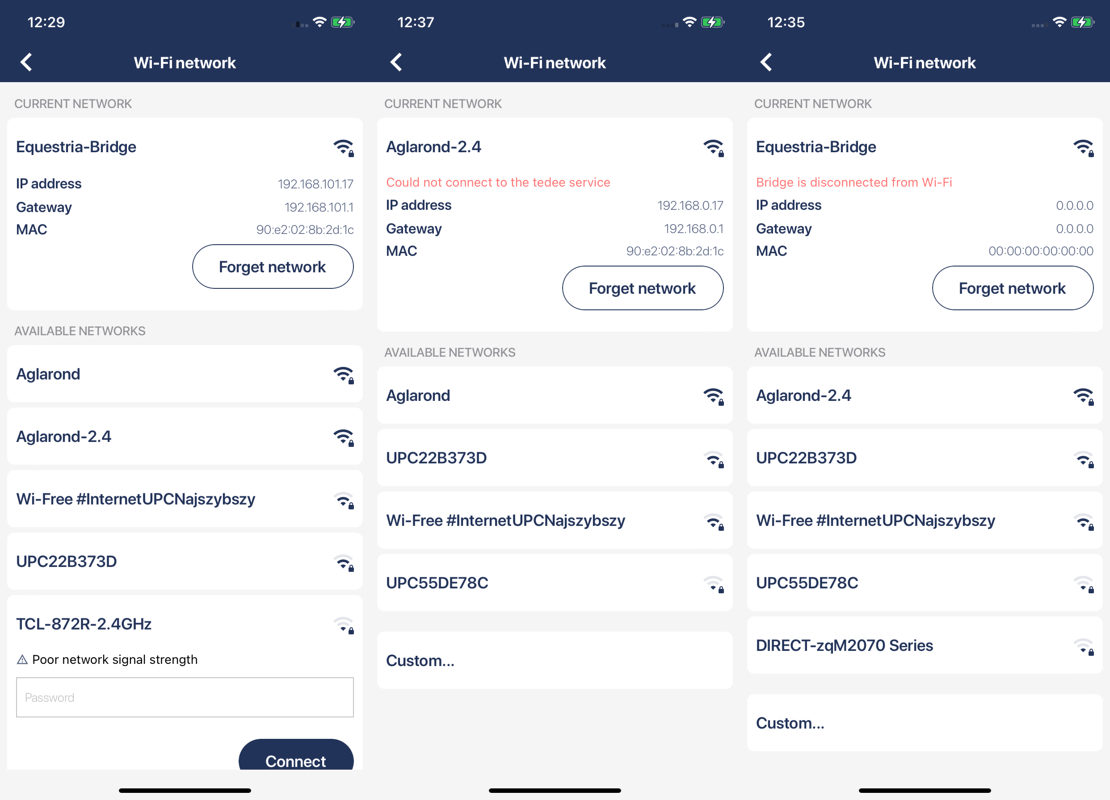 12:29
Wi-Fi network
CURRENT NETWORK
Equestria-Bridge
IP address 192.168.101.17
Gateway 192.168.101.1
MAC 90:e2:02:8b:2d:1c
Forget network
AVAILABLE NETWORKS
Aglarond
Aglarond-2.4
Wi-Free #InternetUPCNajszybszy
UPC22B373D
TCL-872R-2.4GHz
Poor network signal strength
Password
Connect
12:37
Wi-Fi network
CURRENT NETWORK
Aglarond-2.4
Could not connect to the tedee service
IP address 192.168.0.17
Gateway 192.168.0.1
MAC 90:e2:02:8b:2d:1c
Forget network
AVAILABLE NETWORKS
Aglarond
UPC22B373D
Wi-Free #InternetUPCNajszybszy
UPC55DE78C
Custom...
12:35
Wi-Fi network
CURRENT NETWORK
Equestria-Bridge
Bridge is disconnected from Wi-Fi
IP address 0.0.0.0
Gateway 0.0.0.0
MAC 00:00:00:00:00:00
Forget network
AVAILABLE NETWORKS
Aglarond-2.4
UPC22B373D
Wi-Free #InternetUPCNajszybszy
UPC55DE78C
DIRECT-zqM2070 Series
Custom...